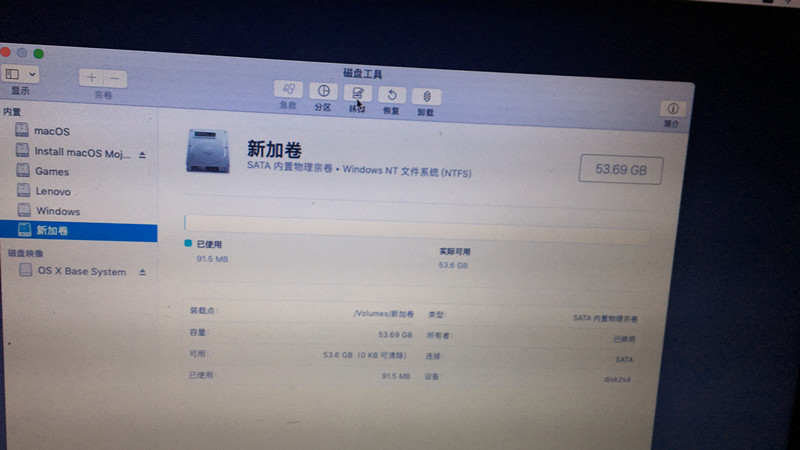 磁盘工具
显示
宗卷
急救
分区
恢复
卸载
简介
内置
macOS
Install macOS Moj...
Games
Lenovo
Windows
新加卷
磁盘映像
OS X Base System
新加卷
SATA 内置物理宗卷 • Windows NT 文件系统 (NTFS)
53.69 GB
已使用
91.5 MB
实际可用
53.6 GB
装载点：
/Volumes/新加卷
类型：
SATA 内置物理宗卷
容量：
53.69 GB
所有者：
已停用
可用：
53.6 GB（0 KB 可清除）
连接：
SATA
已使用：
91.5 MB
设备：
disk2s4